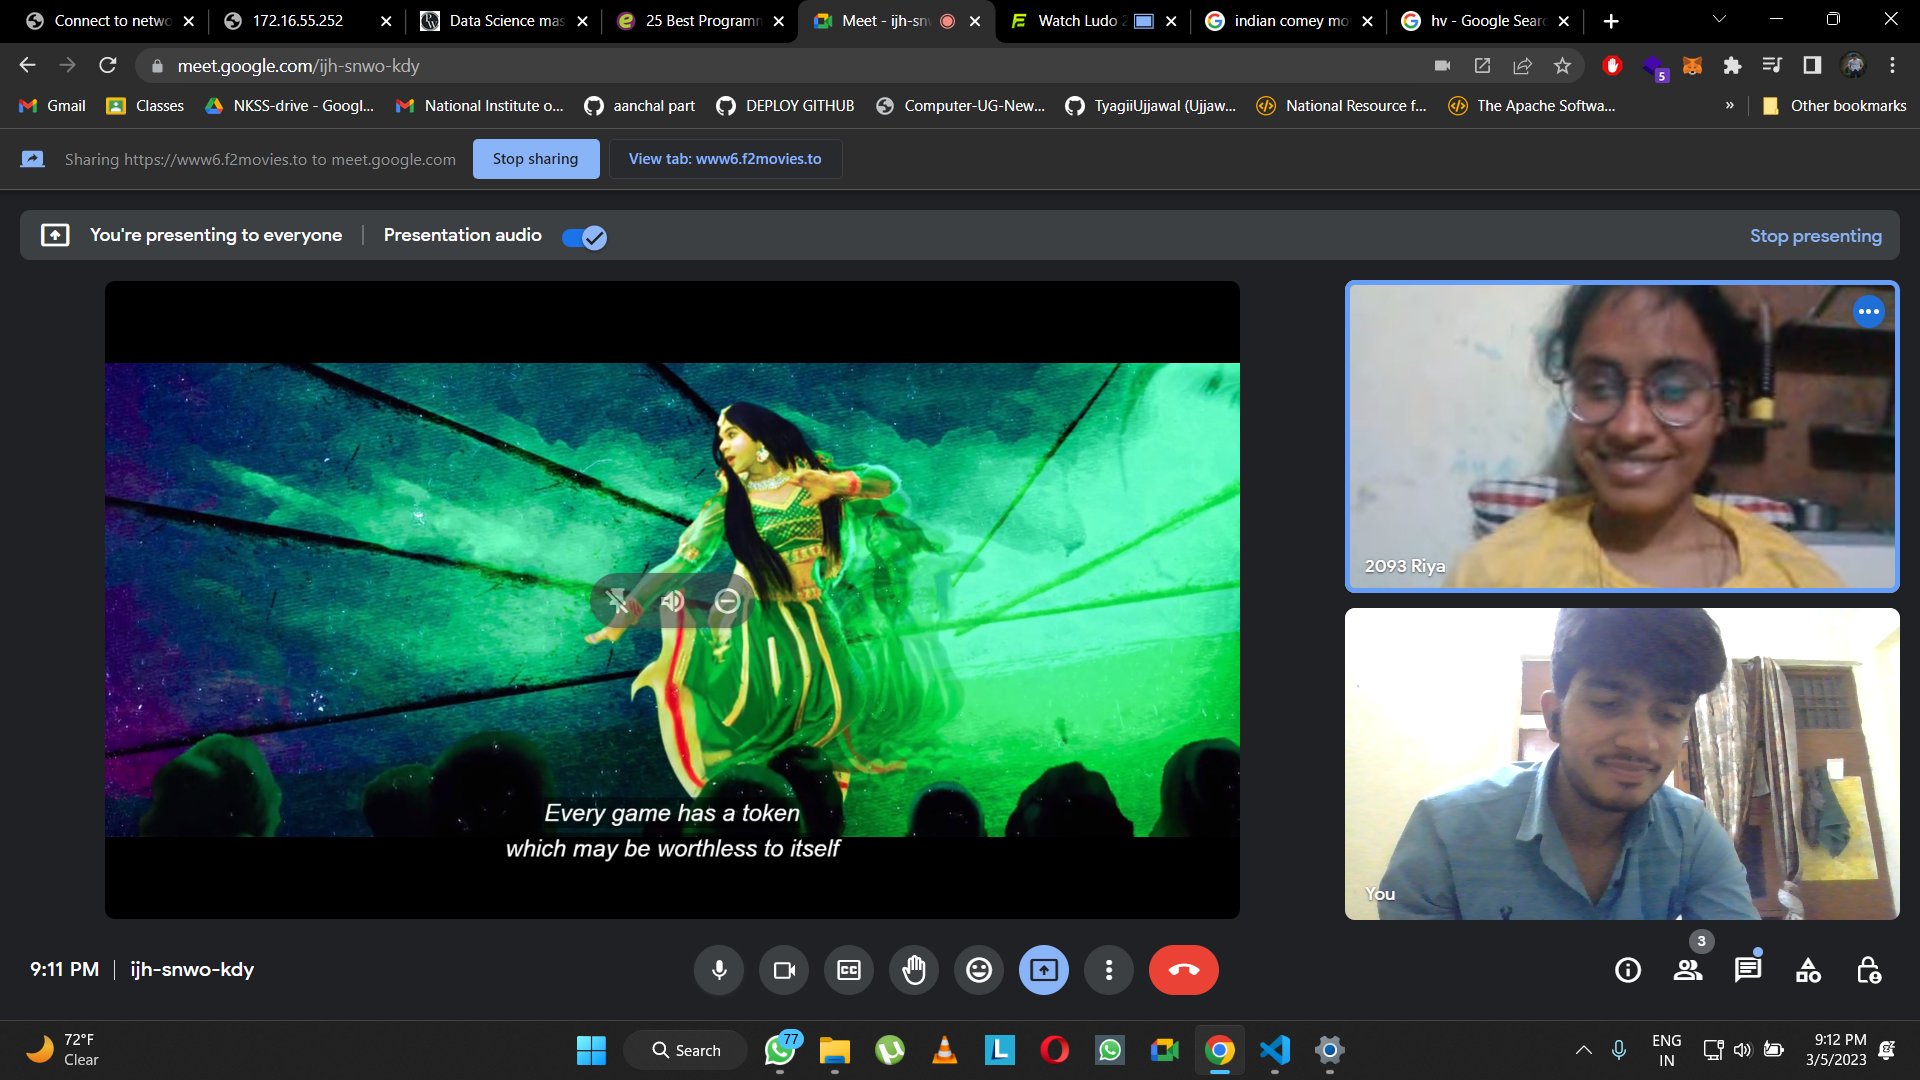 Connect to netwo
172.16.55.252
Data Science mas
25 Best Programm
Meet - ijh-snw
Watch Ludo 2
indian comey mo
hv - Google Sear
meet.google.com/ijh-snwo-kdy
5
Gmail
Classes
NKSS-drive - Googl...
National Institute o...
aanchal part
DEPLOY GITHUB
Computer-UG-New...
TyagiiUjjawal (Ujjaw...
National Resource f...
The Apache Softwa...
»
Other bookmarks
Sharing https://www6.f2movies.to to meet.google.com
Stop sharing
View tab: www6.f2movies.to
You're presenting to everyone
Presentation audio
Stop presenting
2093 Riya
Every game has a token
which may be worthless to itself
You
9:11 PM | ijh-snwo-kdy
CC
3
72°F
Clear
Search
77
L
ENG
IN
9:12 PM
3/5/2023